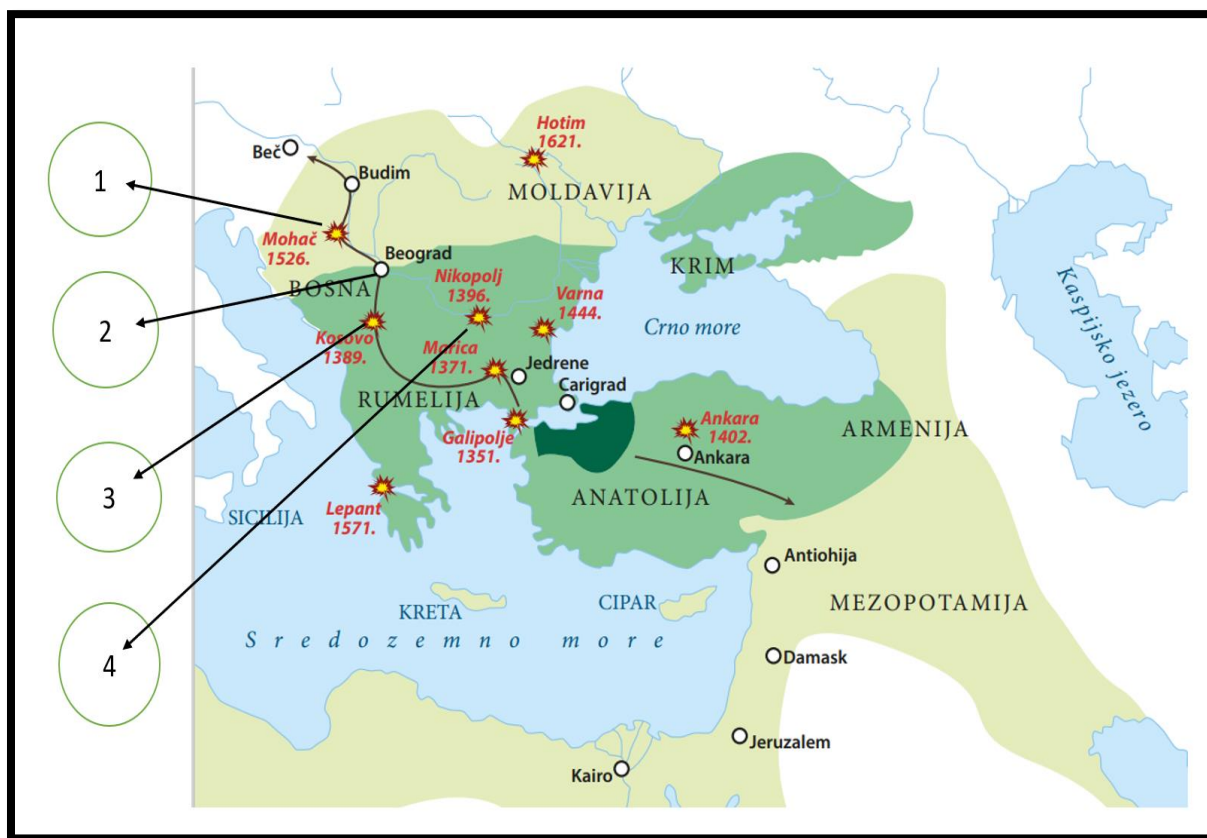 Hotim
1621.
Beč
1
Budim
MOLDAVIJA
Mohač
1526.
Beograd
KRIM
Kaspijsko jezero
BOSNA
Nikopolj
1396.
Varna
1444.
2
Kosovo
1389.
Crno more
Marica
1371.
Jedrene
RUMELIJA
Carigrad
Ankara
1402.
ARMENIJA
Galipolje
1351.
Ankara
3
ANATOLIJA
Lepant
1571.
SICILIJA
Antiohija
KRETA
CIPAR
MEZOPOTAMIJA
Sredozemno more
4
Damask
Jeruzalem
Kairo